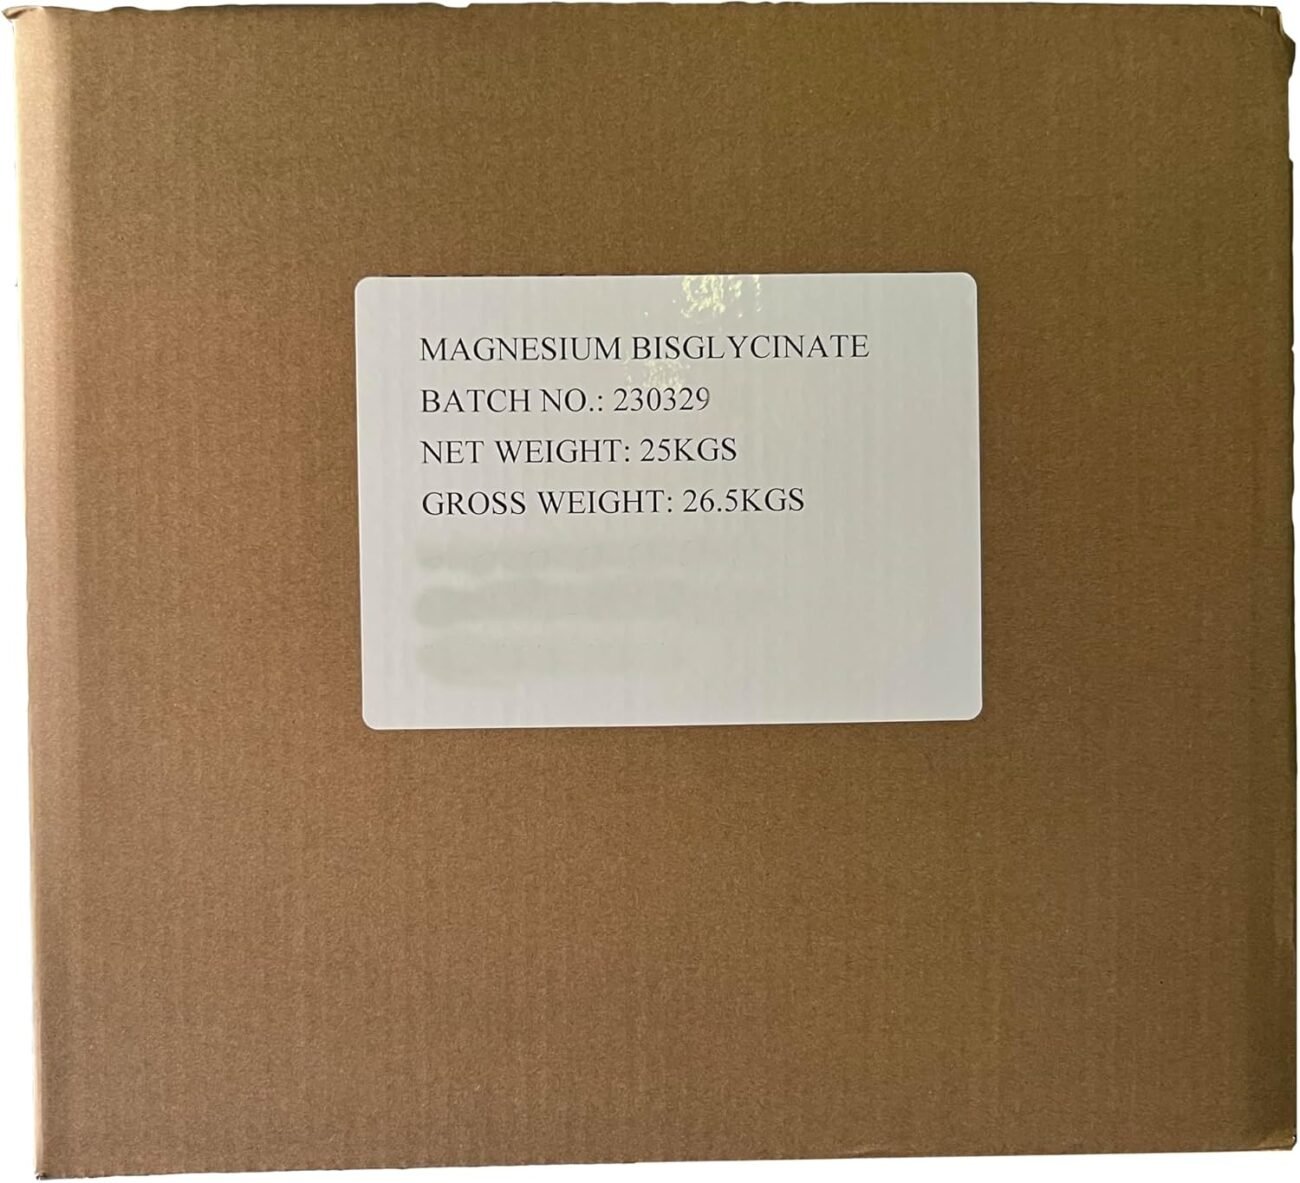 MAGNESIUM BISGLYCINATE
BATCH NO.: 230329
NET WEIGHT: 25KGS
GROSS WEIGHT: 26.5KGS